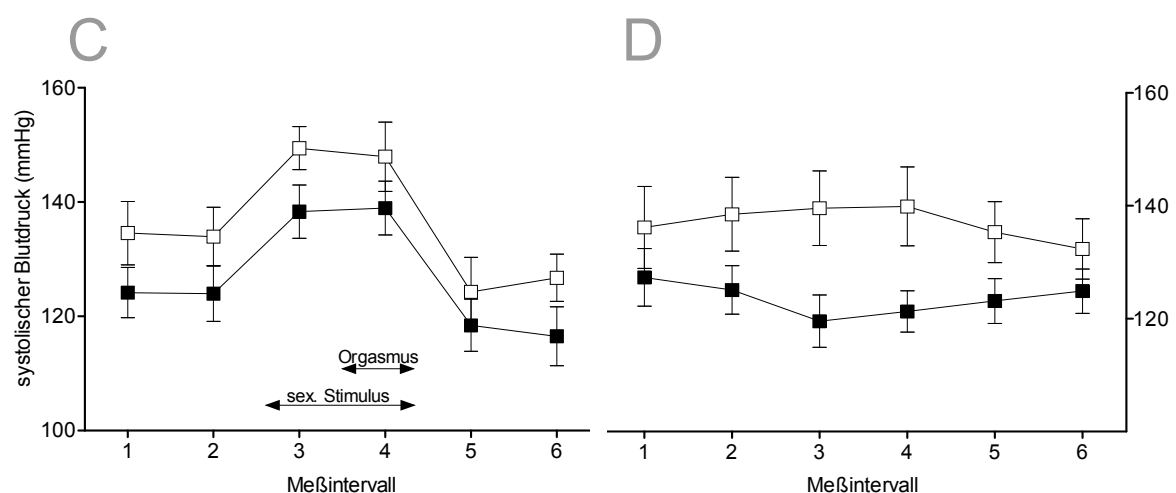 C
D
systolischer Blutdruck (mmHg)
160
140
120
100
Orgasmus
sex. Stimulus
1 2 3 4 5 6
Meßintervall
160
140
120
1 2 3 4 5 6
Meßintervall